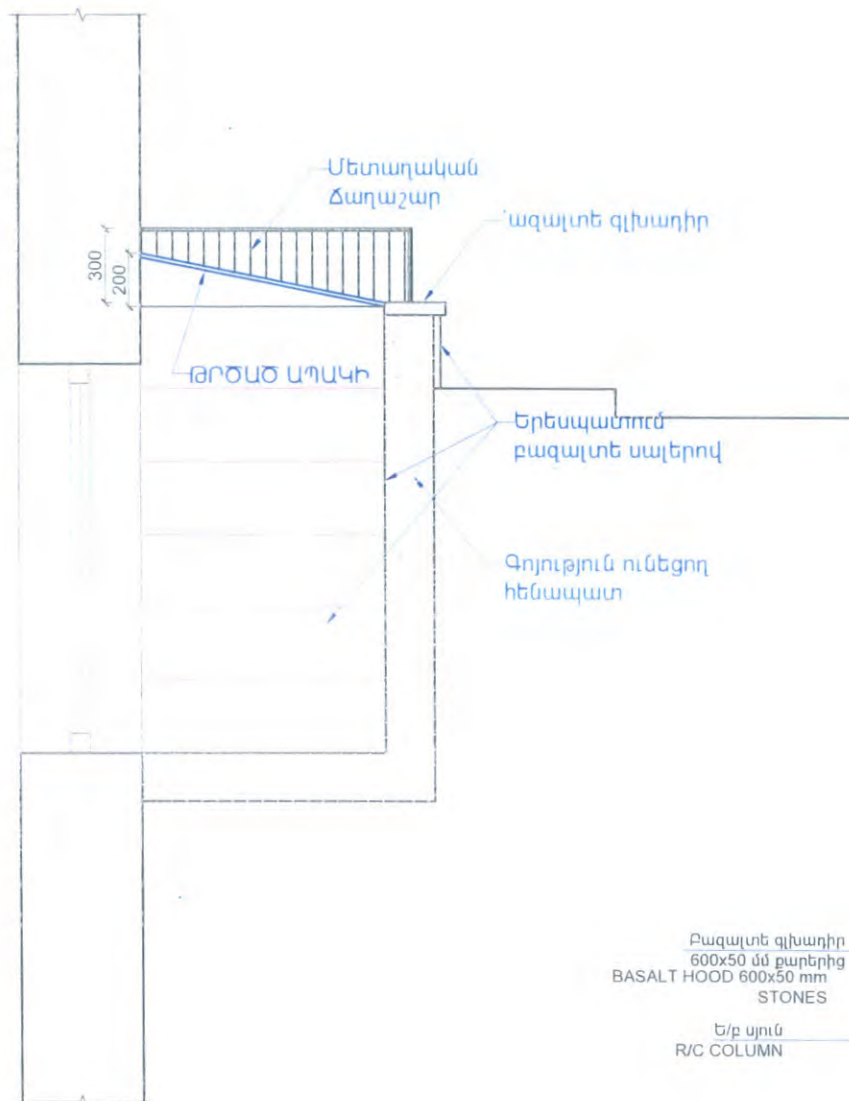 Մետաղական
Ճաղաշար
ազալտե գլխադիր
300
200
ԹՐԾԱԾ ԱՊԱԿԻ
Երեսպատում
բազալտե սալերով
Գոյություն ունեցող
հենապատ
Բազալտե գլխադիր
600x50 մմ քարերից
BASALT HOOD 600x50 mm
STONES
Ե/բ սյուն
R/C COLUMN